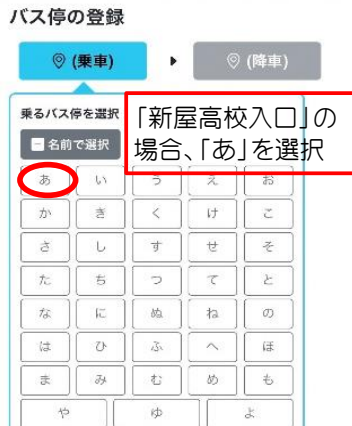 バス停の登録
(乗車)
(降車)
乗るバス停を選択
名前で選択
「新屋高校入口」の
場合、「あ」を選択
あ い う え お
か き く け こ
さ し す せ そ
た ち つ て と
な に ぬ ね の
は ひ ふ へ ほ
ま み む め も
や ゆ よ